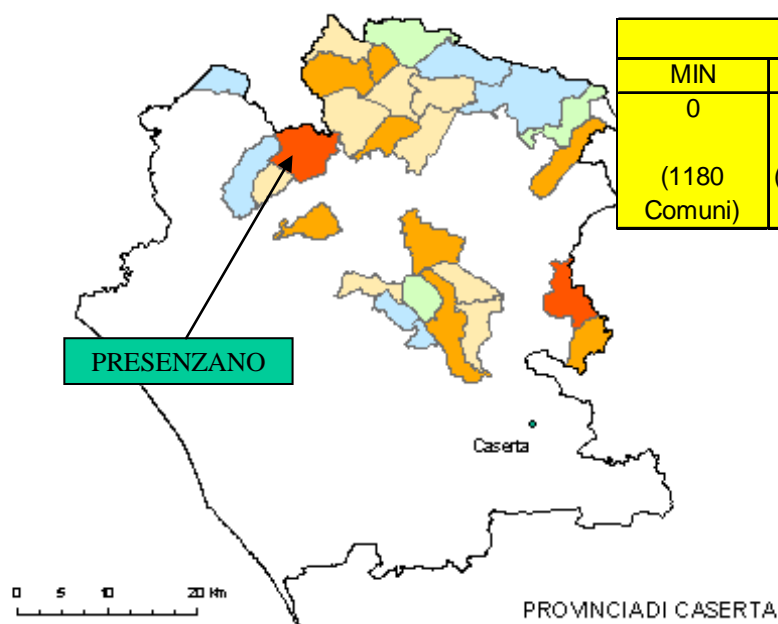 MIN
0
(1180
(
Comuni)
PRESENZANO
Caserta
0 5 10 20 km
PROVINCIA DI CASERTA